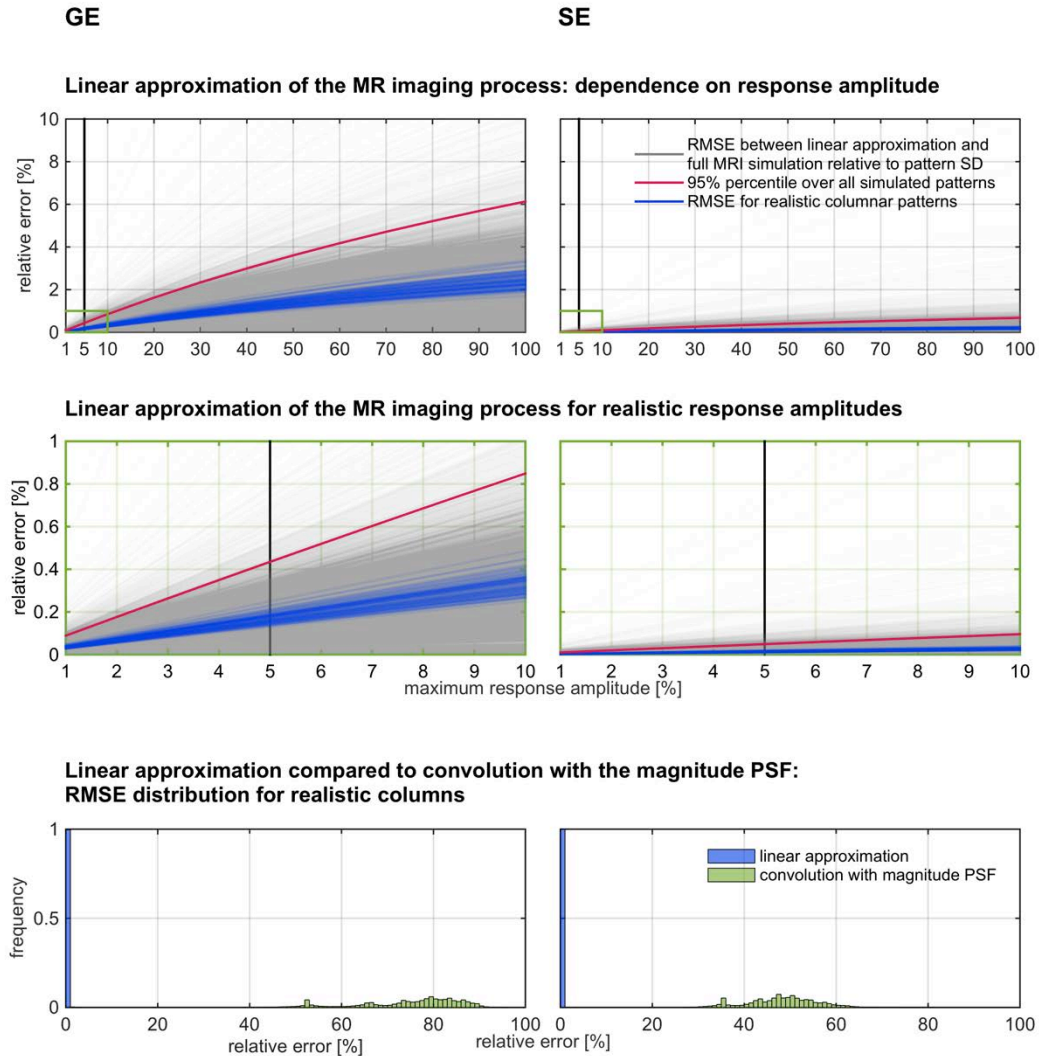 GE SE
Linear approximation of the MR imaging process: dependence on response amplitude
10
8
6
4
2
0
relative error [%]
1 5 10 20 30 40 50 60 70 80 90 100
RMSE between linear approximation and
full MRI simulation relative to pattern SD
95% percentile over all simulated patterns
RMSE for realistic columnar patterns
1 5 10 20 30 40 50 60 70 80 90 100
Linear approximation of the MR imaging process for realistic response amplitudes
1
0.8
0.6
0.4
0.2
0
relative error [%]
1 2 3 4 5 6 7 8 9 10
1 2 3 4 5 6 7 8 9 10
maximum response amplitude [%]
Linear approximation compared to convolution with the magnitude PSF:
RMSE distribution for realistic columns
1
0.5
0
frequency
0 20 40 60 80 100
relative error [%]
linear approximation
convolution with magnitude PSF
0 20 40 60 80 100
relative error [%]